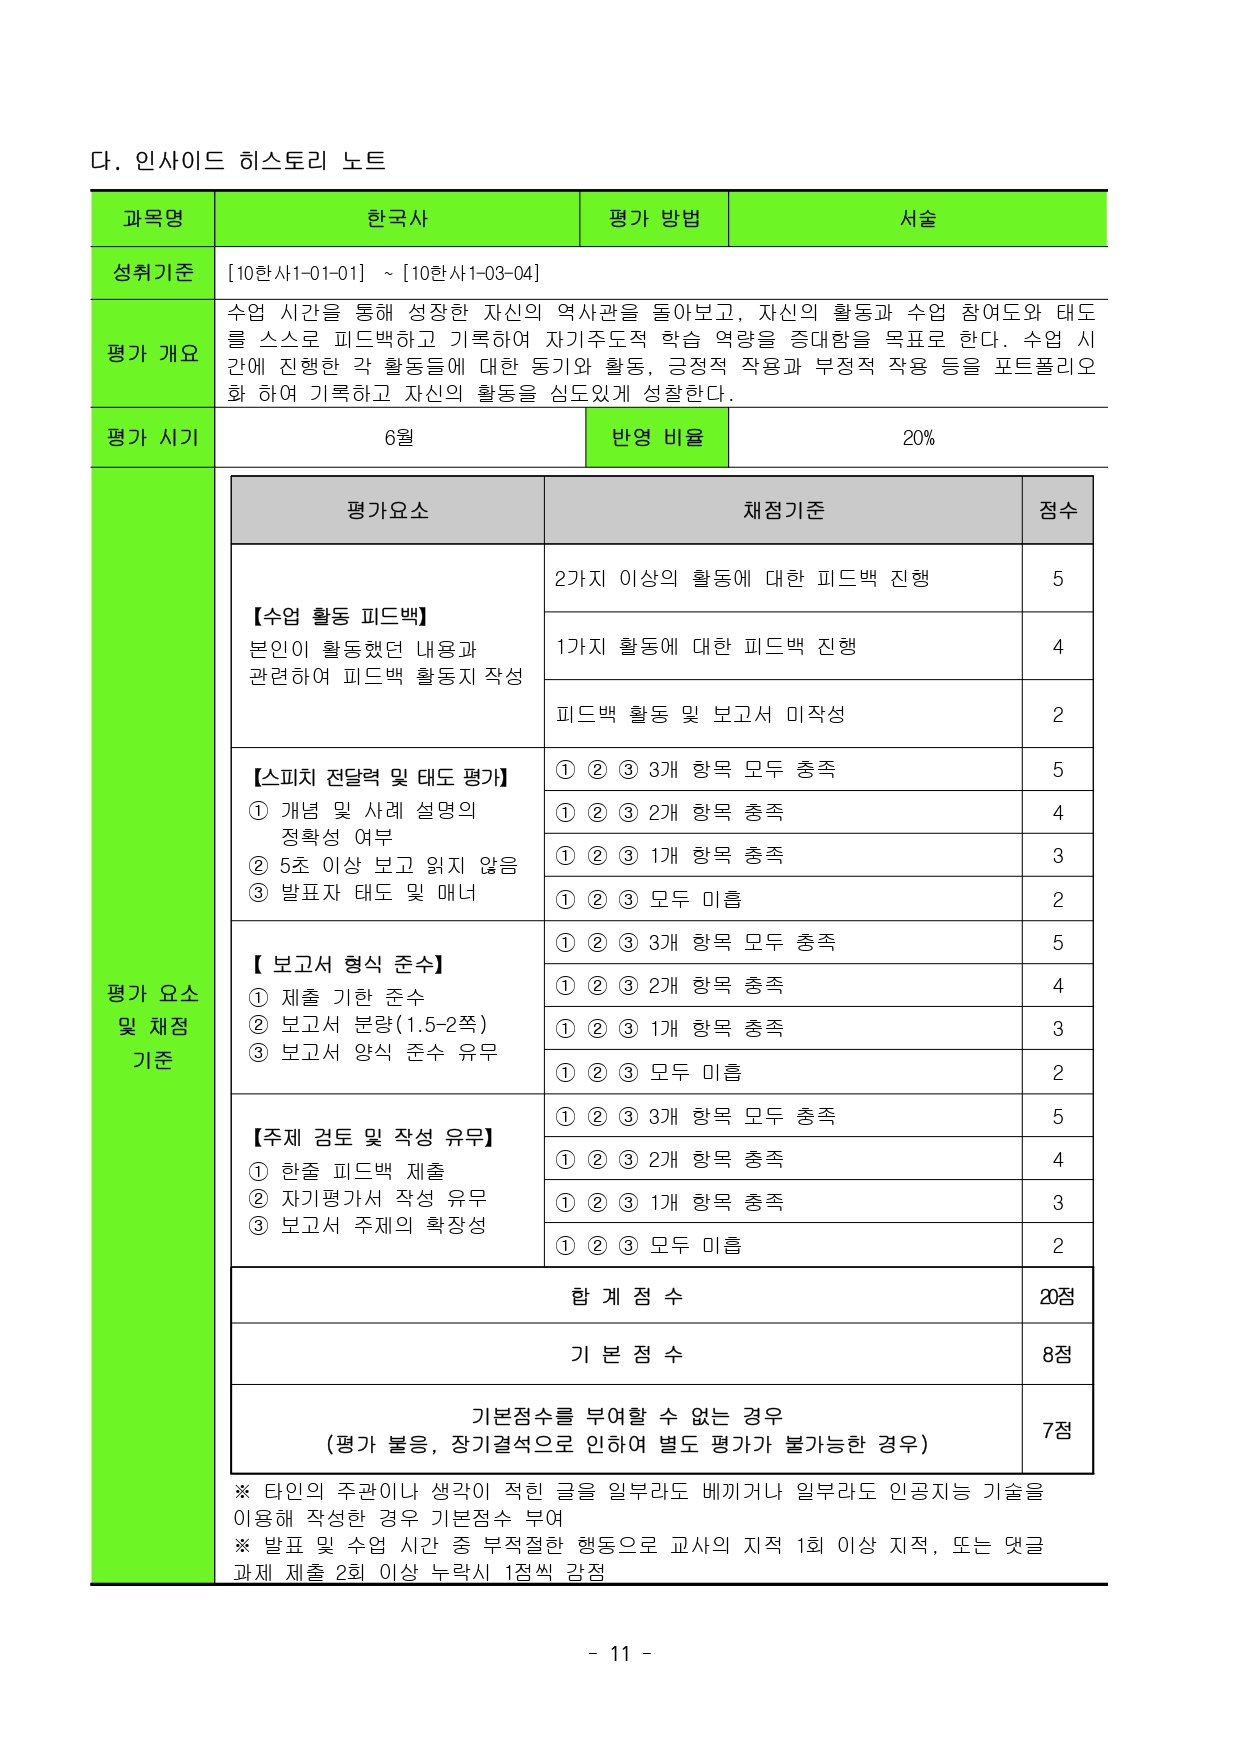 다. 인사이드 히스토리 노트
과목명 한국사 평가 방법 서술
성취기준 [10한사1-01-01] ~ [10한사1-03-04]
평가 개요
수업 시간을 통해 성장한 자신의 역사관을 돌아보고, 자신의 활동과 수업 참여도와 태도
를 스스로 피드백하고 기록하여 자기주도적 학습 역량을 증대함을 목표로 한다. 수업 시
간에 진행한 각 활동들에 대한 동기와 활동, 긍정적 작용과 부정적 작용 등을 포트폴리오
화 하여 기록하고 자신의 활동을 심도있게 성찰한다.
평가 시기 6월 반영 비율 20%
평가 요소
및 채점
기준
평가요소 채점기준 점수
【수업 활동 피드백】
본인이 활동했던 내용과
관련하여 피드백 활동지 작성
2가지 이상의 활동에 대한 피드백 진행 5
1가지 활동에 대한 피드백 진행 4
피드백 활동 및 보고서 미작성 2
【스피치 전달력 및 태도 평가】
① 개념 및 사례 설명의
정확성 여부
② 5초 이상 보고 읽지 않음
③ 발표자 태도 및 매너
① ② ③ 3개 항목 모두 충족 5
① ② ③ 2개 항목 충족 4
① ② ③ 1개 항목 충족 3
① ② ③ 모두 미흡 2
【 보고서 형식 준수】
① 제출 기한 준수
② 보고서 분량(1.5-2쪽)
③ 보고서 양식 준수 유무
① ② ③ 3개 항목 모두 충족 5
① ② ③ 2개 항목 충족 4
① ② ③ 1개 항목 충족 3
① ② ③ 모두 미흡 2
【주제 검토 및 작성 유무】
① 한줄 피드백 제출
② 자기평가서 작성 유무
③ 보고서 주제의 확장성
① ② ③ 3개 항목 모두 충족 5
① ② ③ 2개 항목 충족 4
① ② ③ 1개 항목 충족 3
① ② ③ 모두 미흡 2
합 계 점 수 20점
기 본 점 수 8점
기본점수를 부여할 수 없는 경우
(평가 불응, 장기결석으로 인하여 별도 평가가 불가능한 경우) 7점
※ 타인의 주관이나 생각이 적힌 글을 일부라도 베끼거나 일부라도 인공지능 기술을
이용해 작성한 경우 기본점수 부여
※ 발표 및 수업 시간 중 부적절한 행동으로 교사의 지적 1회 이상 지적, 또는 댓글
과제 제출 2회 이상 누락시 1점씩 감점
- 11 -